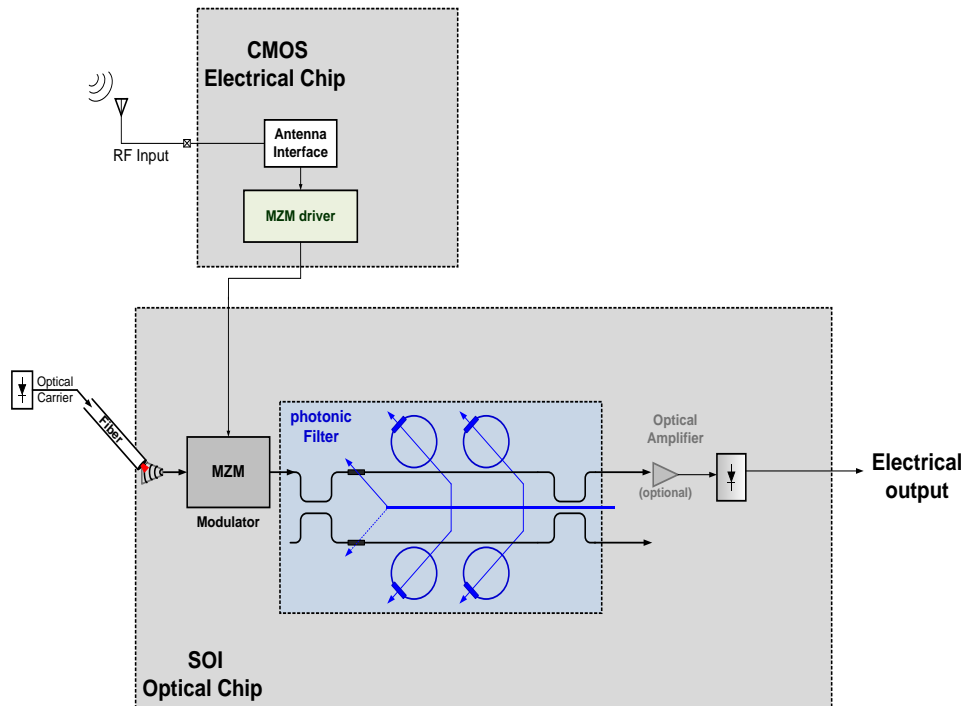 CMOS
Electrical Chip
Antenna
Interface
RF Input
MZM driver
Optical
Carrier
Fiber
photonic
Filter
Optical
Amplifier
(optional)
MZM
Modulator
Electrical
output
SOI
Optical Chip